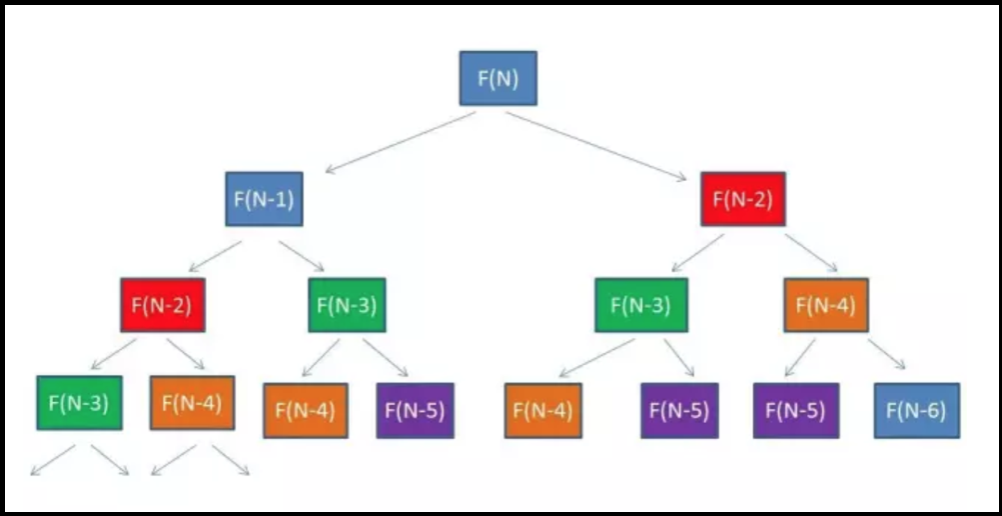 F(N)
F(N-1) F(N-2)
F(N-2) F(N-3) F(N-3) F(N-4)
F(N-3) F(N-4) F(N-4) F(N-5) F(N-4) F(N-5) F(N-5) F(N-6)